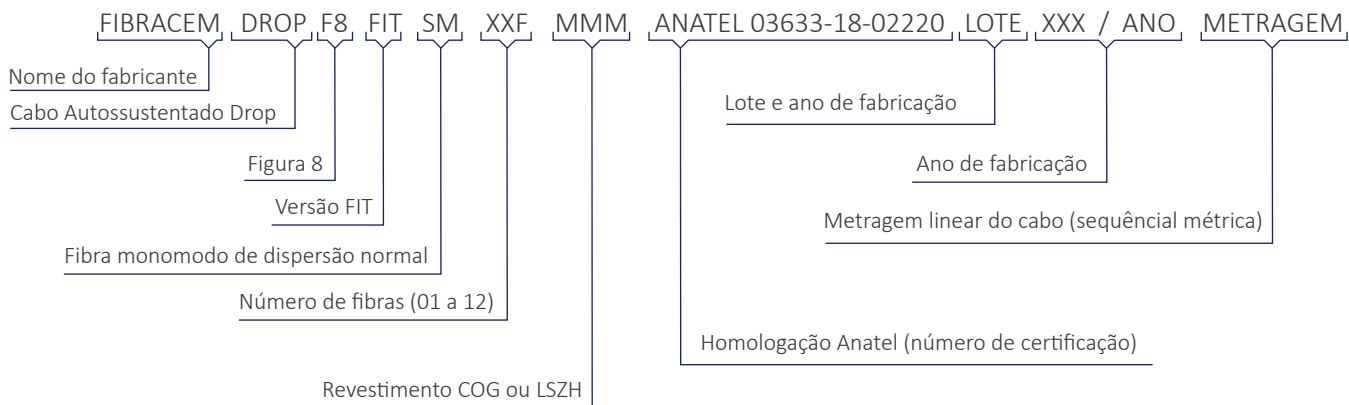 FIBRACEM DROP F8 FIT SM XXF MMM ANATEL 03633-18-02220 LOTE XXX / ANO METRAGEM
Nome do fabricante
Cabo Autossustentado Drop
Lote e ano de fabricação
Figura 8
Ano de fabricação
Versão FIT
Metragem linear do cabo (sequêncial métrica)
Fibra monomodo de dispersão normal
Número de fibras (01 a 12)
Homologação Anatel (número de certificação)
Revestimento COG ou LSZH